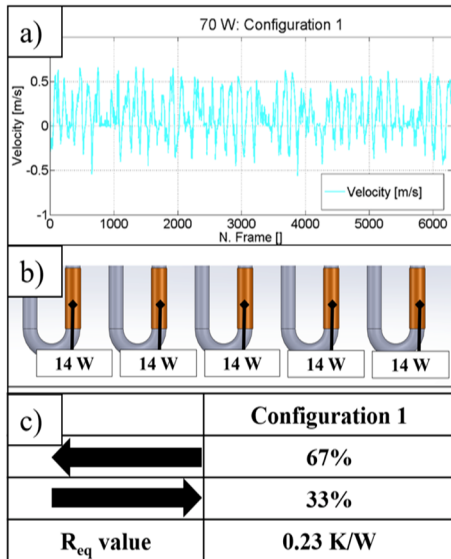 a)
70 W: Configuration 1
Velocity [m/s]
0.5
0
-0.5
-1
0 1000 2000 3000 4000 5000 6000
N. Frame []
Velocity [m/s]
b)
14 W 14 W 14 W 14 W 14 W
c)
Configuration 1
67%
33%
R_eq value 0.23 K/W